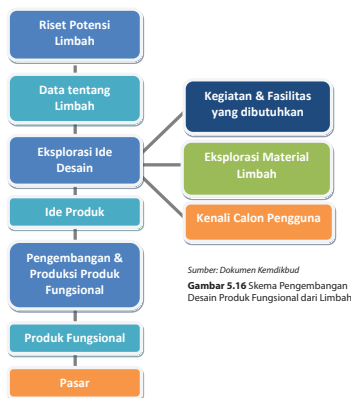 Riset Potensi
Limbah
Data tentang
Limbah
Eksplorasi Ide
Desain
Ide Produk
Pengembangan &
Produksi Produk
Fungsional
Produk Fungsional
Pasar
Kegiatan & Fasilitas
yang dibutuhkan
Eksplorasi Material
Limbah
Kenali Calon Pengguna
Sumber: Dokumen Kemdikbud
Gambar 5.16 Skema Pengembangan
Desain Produk Fungsional dari Limbah